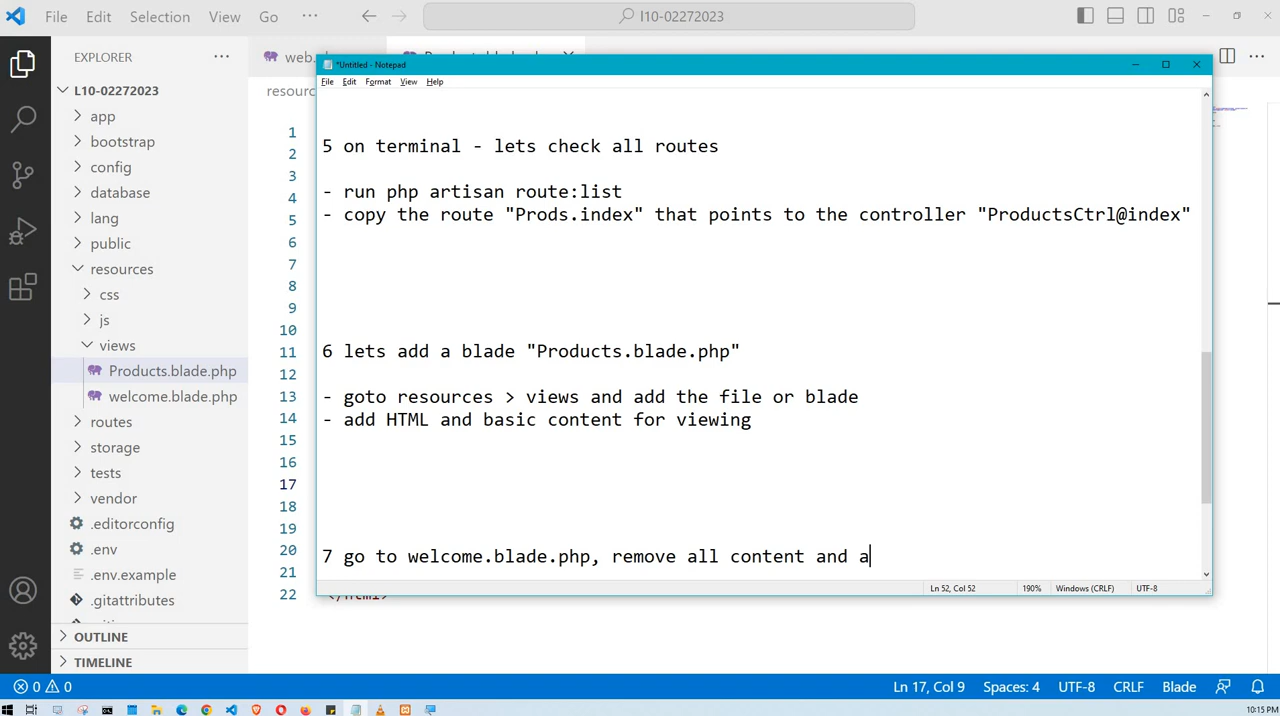 File Edit Selection View Go ··· l10-02272023
EXPLORER ···
web.
L10-02272023
app
bootstrap
config
database
lang
public
resources
css
js
views
Products.blade.php
welcome.blade.php
routes
storage
tests
vendor
.editorconfig
.env
.env.example
.gitattributes
OUTLINE
TIMELINE
resourc
1
2
3
4
5
6
7
8
9
10
11
12
13
14
15
16
17
18
19
20
21
22
*Untitled - Notepad
File Edit Format View Help
5 on terminal - lets check all routes
- run php artisan route:list
- copy the route "Prods.index" that points to the controller "ProductsCtrl@index"
6 lets add a blade "Products.blade.php"
- goto resources > views and add the file or blade
- add HTML and basic content for viewing
7 go to welcome.blade.php, remove all content and a
Ln 52, Col 52 190% Windows (CRLF) UTF-8
0 0 Ln 17, Col 9 Spaces: 4 UTF-8 CRLF Blade
10:15 PM